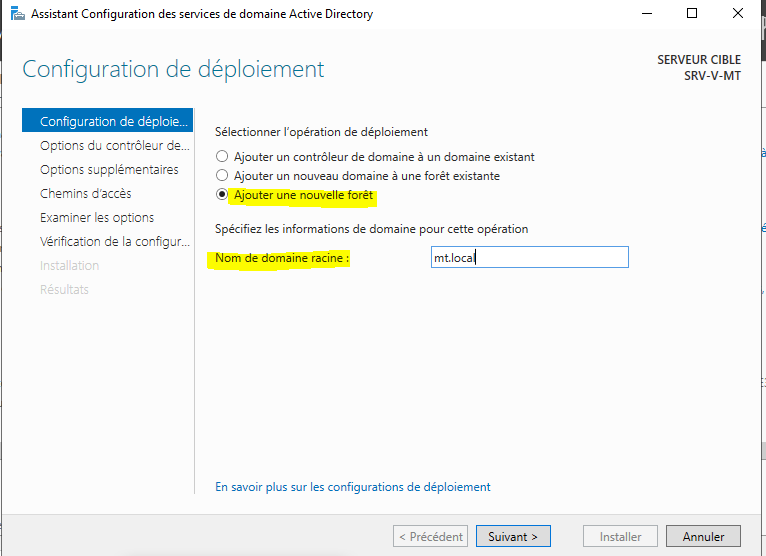 Assistant Configuration des services de domaine Active Directory
Configuration de déploiement
SERVEUR CIBLE
SRV-V-MT
Configuration de déploie...
Options du contrôleur de...
Options supplémentaires
Chemins d'accès
Examiner les options
Vérification de la configur...
Installation
Résultats
Sélectionner l'opération de déploiement
Ajouter un contrôleur de domaine à un domaine existant
Ajouter un nouveau domaine à une forêt existante
Ajouter une nouvelle forêt
Spécifiez les informations de domaine pour cette opération
Nom de domaine racine :
mt.local
En savoir plus sur les configurations de déploiement
< Précédent
Suivant >
Installer
Annuler